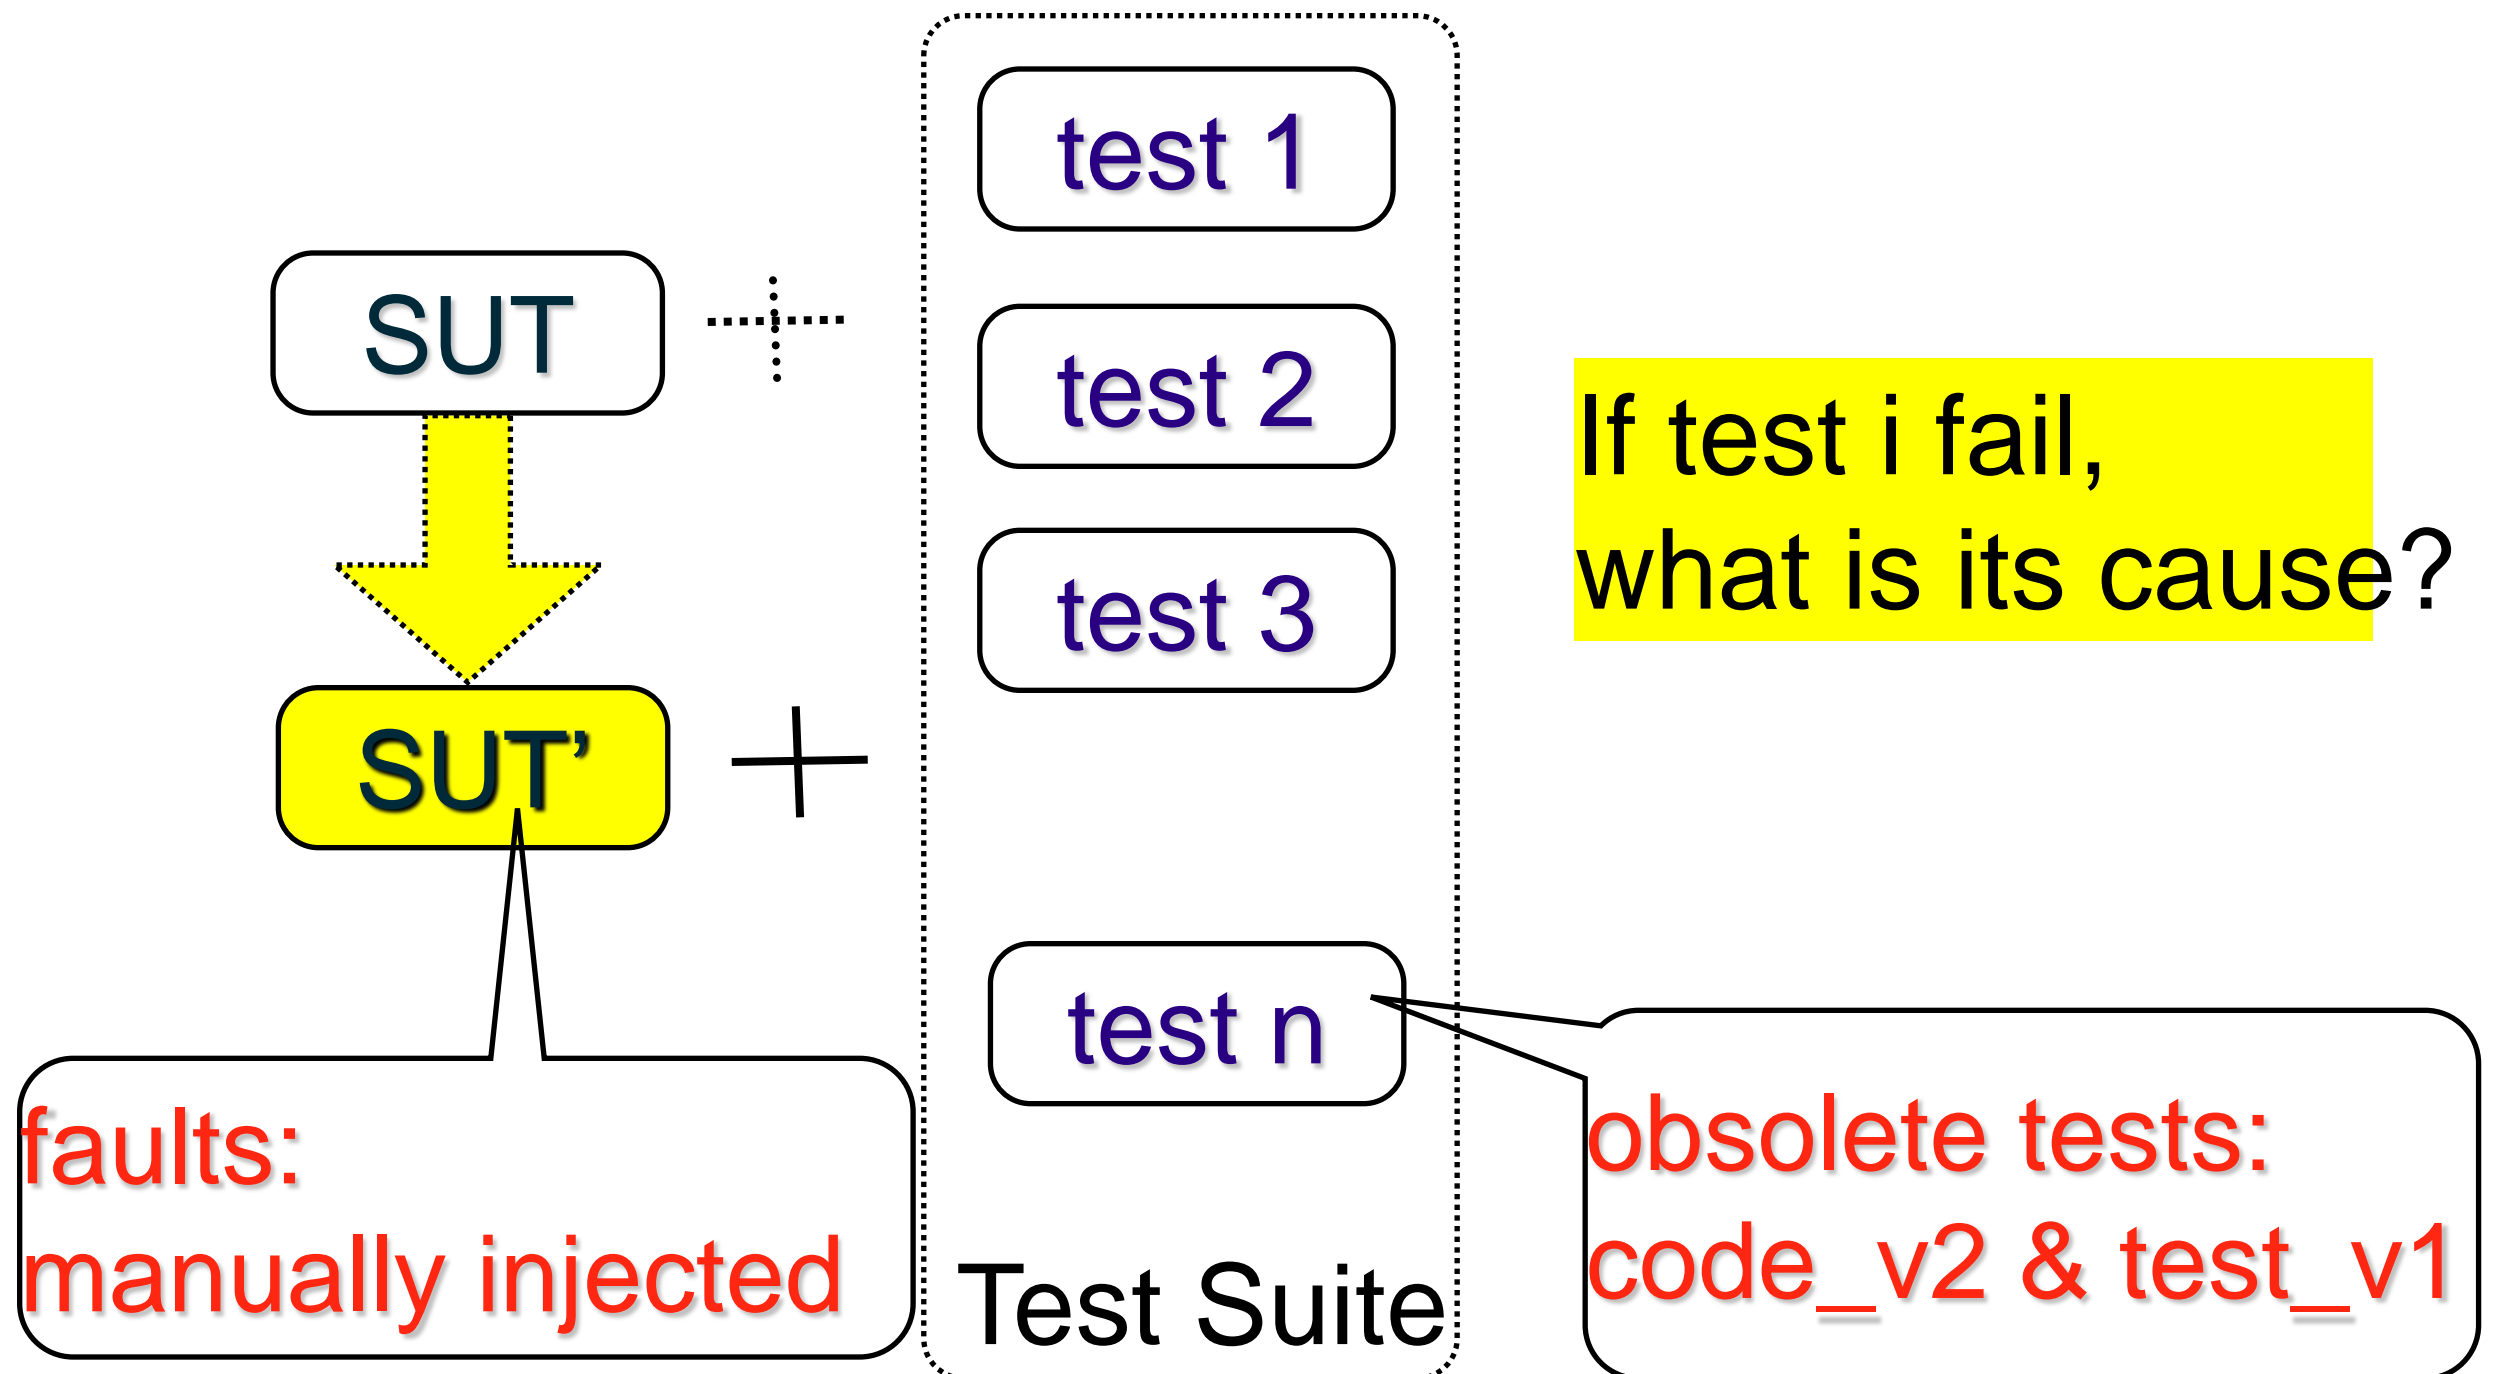 test 1
SUT
test 2
If test i fail,
what is its cause?
test 3
SUT’
test n
faults:
manually injected
obsolete tests:
code_v2 & test_v1
Test Suite